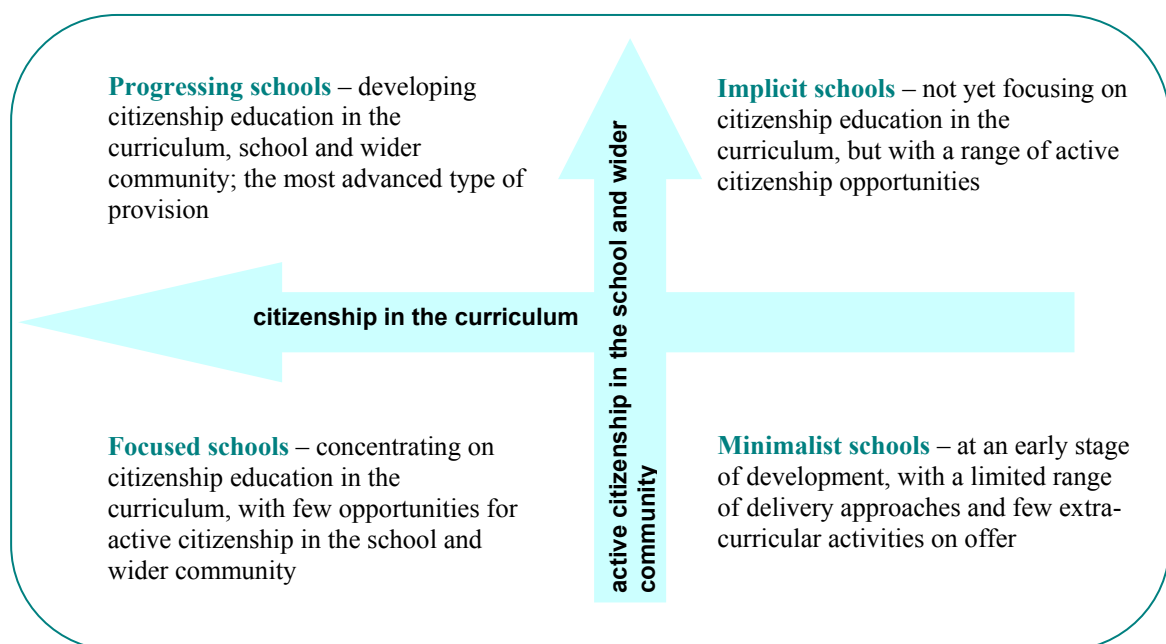 Progressing schools – developing
citizenship education in the
curriculum, school and wider
community; the most advanced type of
provision
Implicit schools – not yet focusing on
citizenship education in the
curriculum, but with a range of active
citizenship opportunities
citizenship in the curriculum
active citizenship in the school and wider
community
Focused schools – concentrating on
citizenship education in the
curriculum, with few opportunities for
active citizenship in the school and
wider community
Minimalist schools – at an early stage
of development, with a limited range
of delivery approaches and few extra-
curricular activities on offer